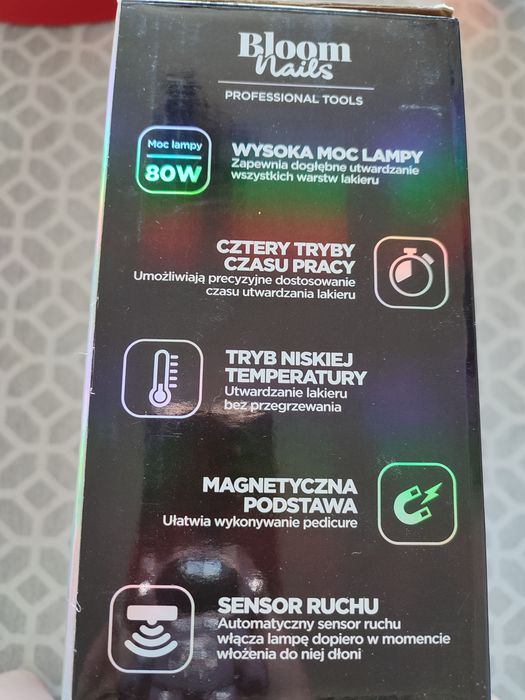 Bloom
Nails
PROFESSIONAL TOOLS
Moc lampy
80W
WYSOKA MOC LAMPY
Zapewnia dogłębne utwardzanie
wszystkich warstw lakieru
CZTERY TRYBY
CZASU PRACY
Umożliwiają precyzyjne dostosowanie
czasu utwardzania lakieru
TRYB NISKIEJ
TEMPERATURY
Utwardzanie lakieru
bez przegrzewania
MAGNETYCZNA
PODSTAWA
Ułatwia wykonywanie pedicure
SENSOR RUCHU
Automatyczny sensor ruchu
włącza lampę dopiero w momencie
włożenia do niej dłoni